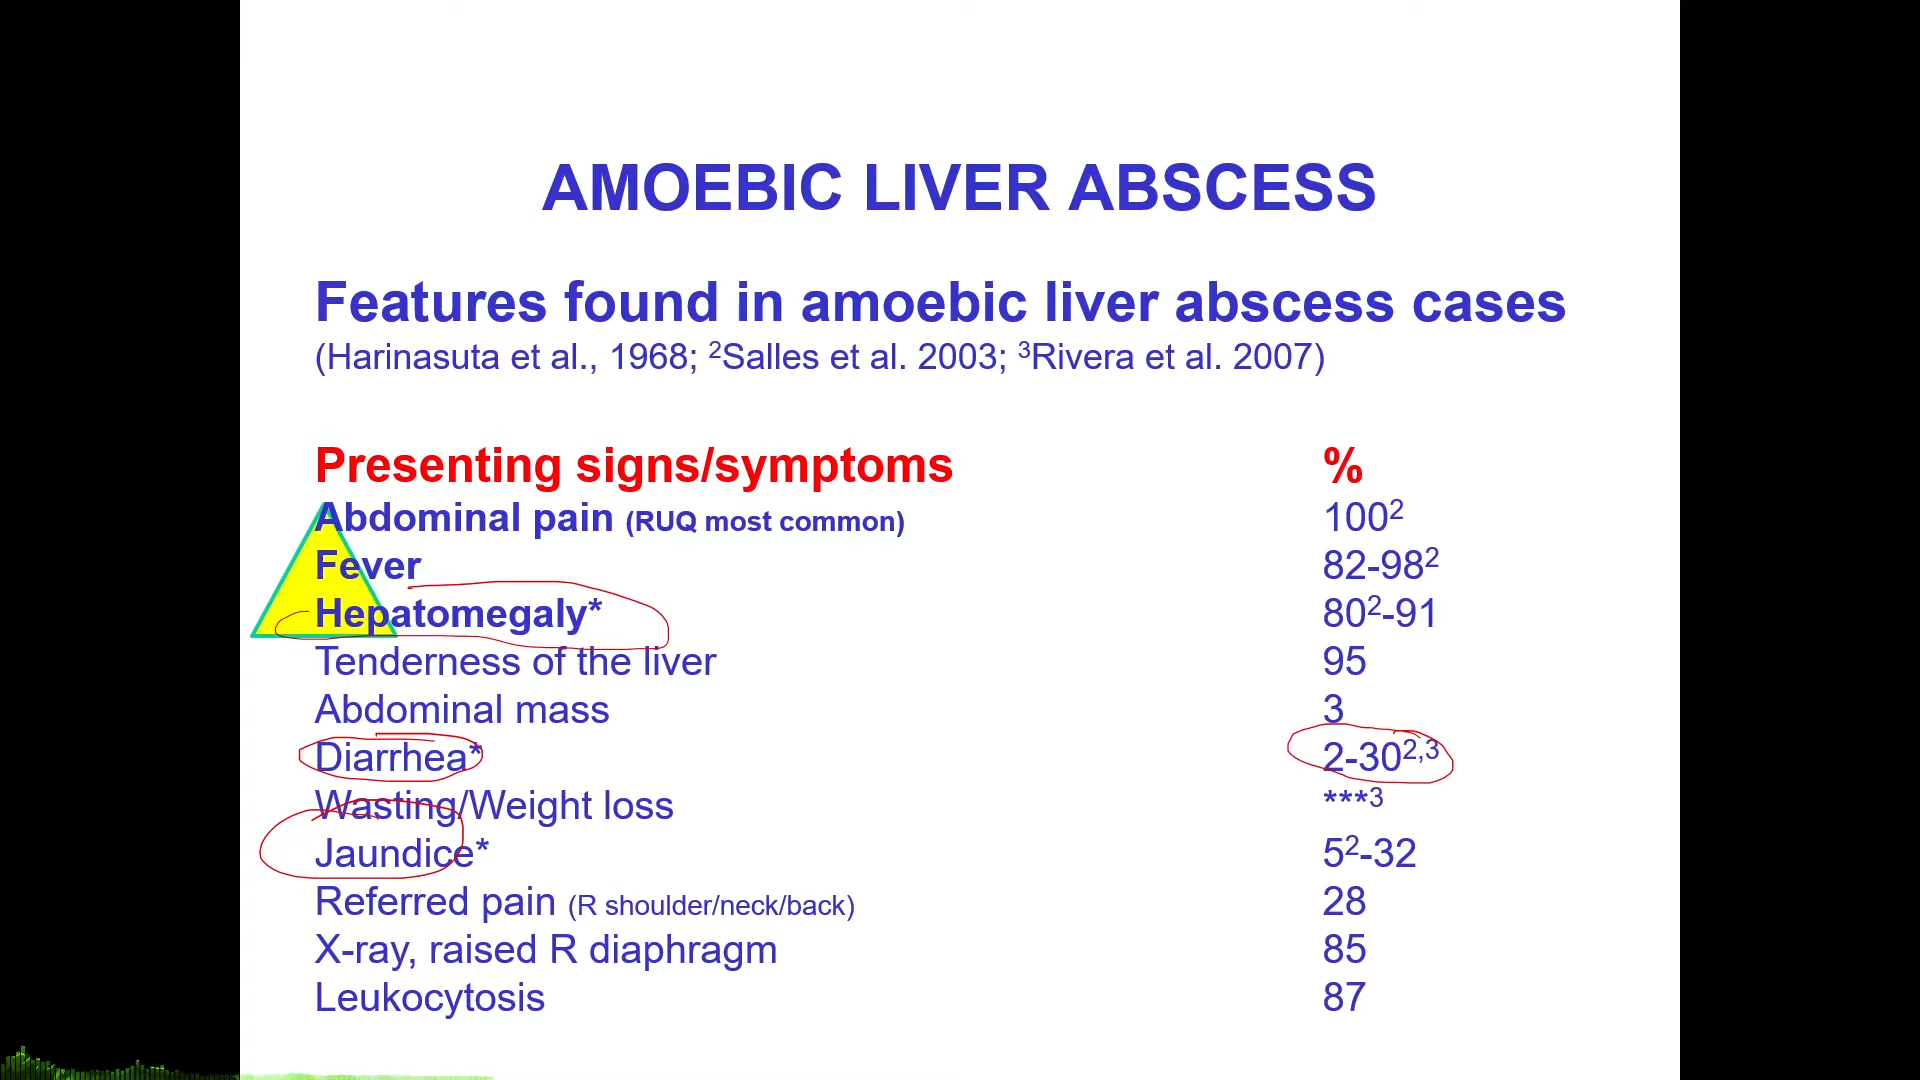 AMOEBIC LIVER ABSCESS
Features found in amoebic liver abscess cases
(Harinasuta et al., 1968; ²Salles et al. 2003; ³Rivera et al. 2007)
Presenting signs/symptoms %
Abdominal pain (RUQ most common) 100²
Fever 82-98²
Hepatomegaly* 80²-91
Tenderness of the liver 95
Abdominal mass 3
Diarrhea* 2-30²,³
Wasting/Weight loss ***³
Jaundice* 5²-32
Referred pain (R shoulder/neck/back) 28
X-ray, raised R diaphragm 85
Leukocytosis 87